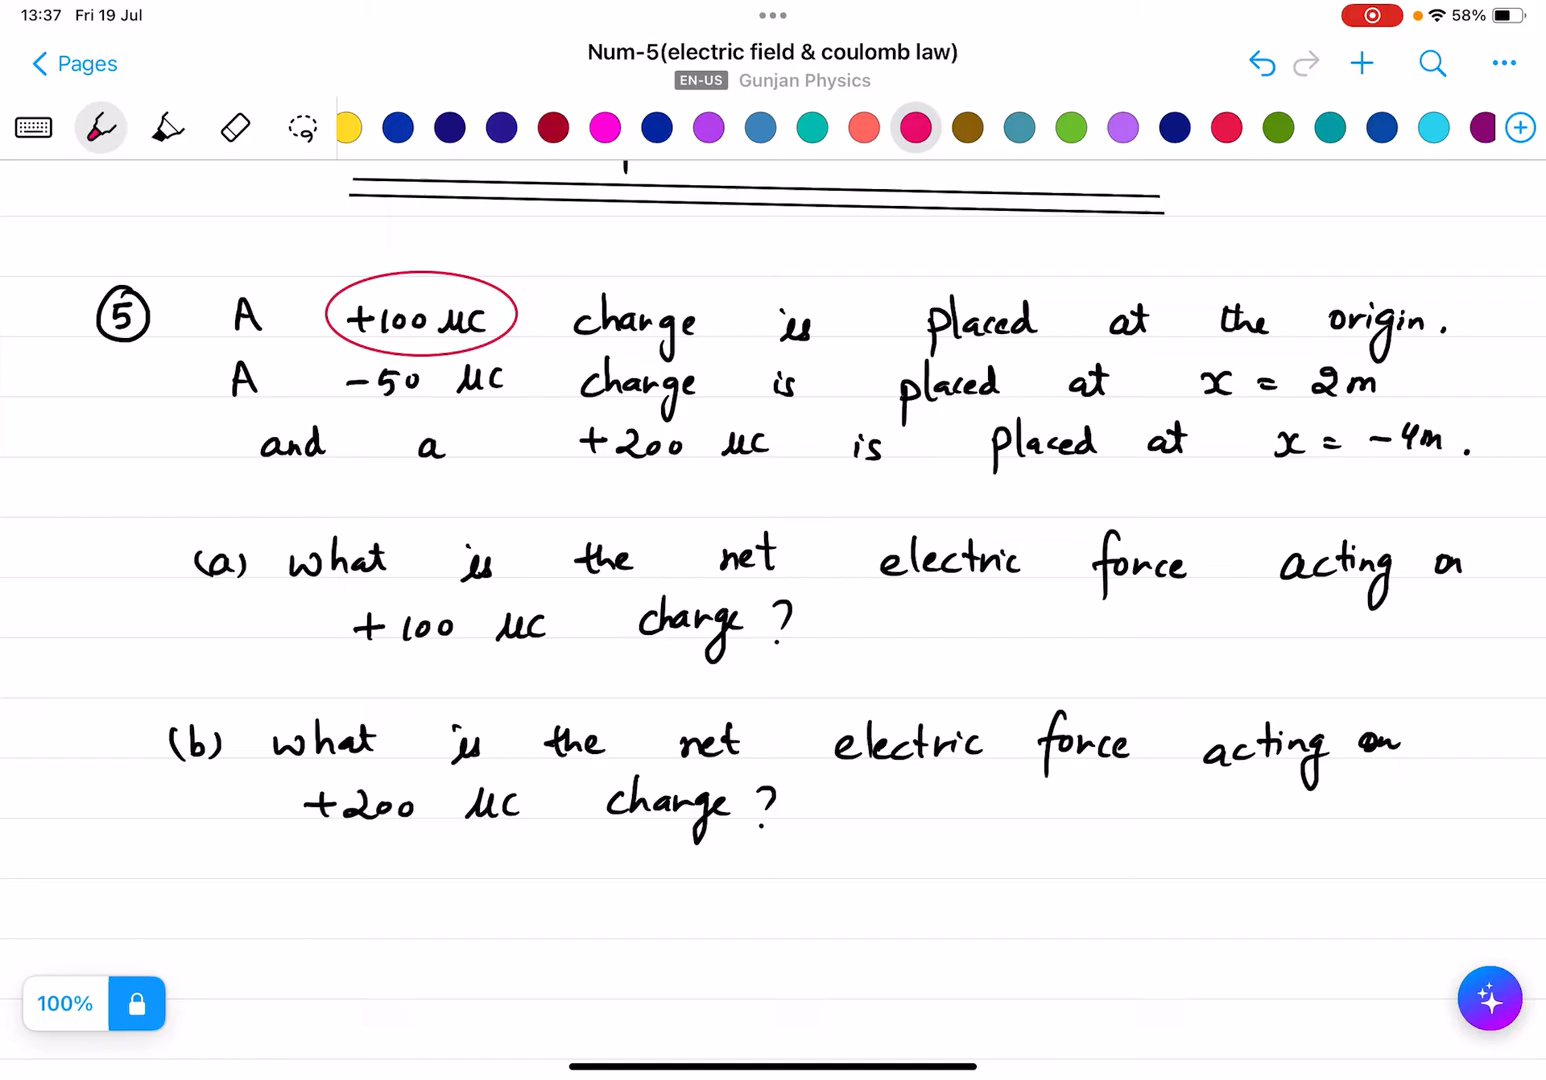 13:37 Fri 19 Jul
58%
Pages
Num-5(electric field & coulomb law)
EN-US Gunjan Physics
5 A +100 μC charge is placed at the origin.
A -50 μC charge is placed at x = 2m
and a +200 μC is placed at x = -4m.
(a) what is the net electric force acting on
+100 μC charge?
(b) what is the net electric force acting on
+200 μC charge?
100%